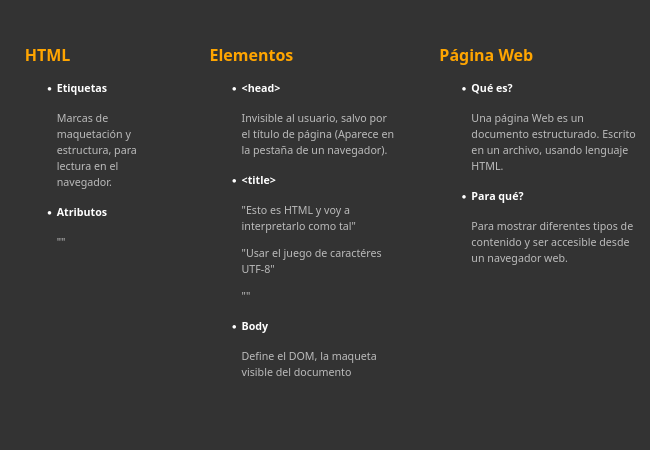 HTML
• Etiquetas
Marcas de
maquetación y
estructura, para
lectura en el
navegador.
• Atributos
""
Elementos
• <head>
Invisible al usuario, salvo por
el título de página (Aparece en
la pestaña de un navegador).
• <title>
"Esto es HTML y voy a
interpretarlo como tal"
"Usar el juego de caractéres
UTF-8"
""
• Body
Define el DOM, la maqueta
visible del documento
Página Web
• Qué es?
Una página Web es un
documento estructurado. Escrito
en un archivo, usando lenguaje
HTML.
• Para qué?
Para mostrar diferentes tipos de
contenido y ser accesible desde
un navegador web.